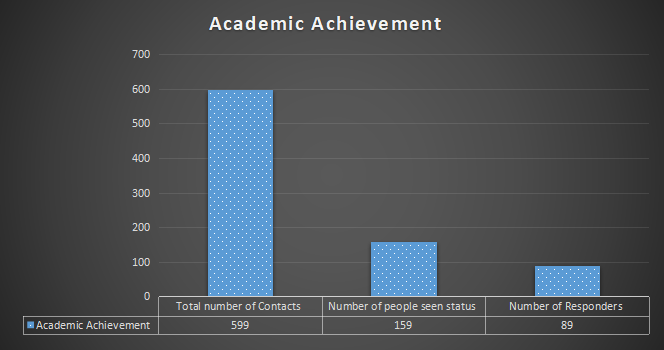 Academic Achievement
700
600
500
400
300
200
100
0
Total number of Contacts Number of people seen status Number of Responders
Academic Achievement 599 159 89